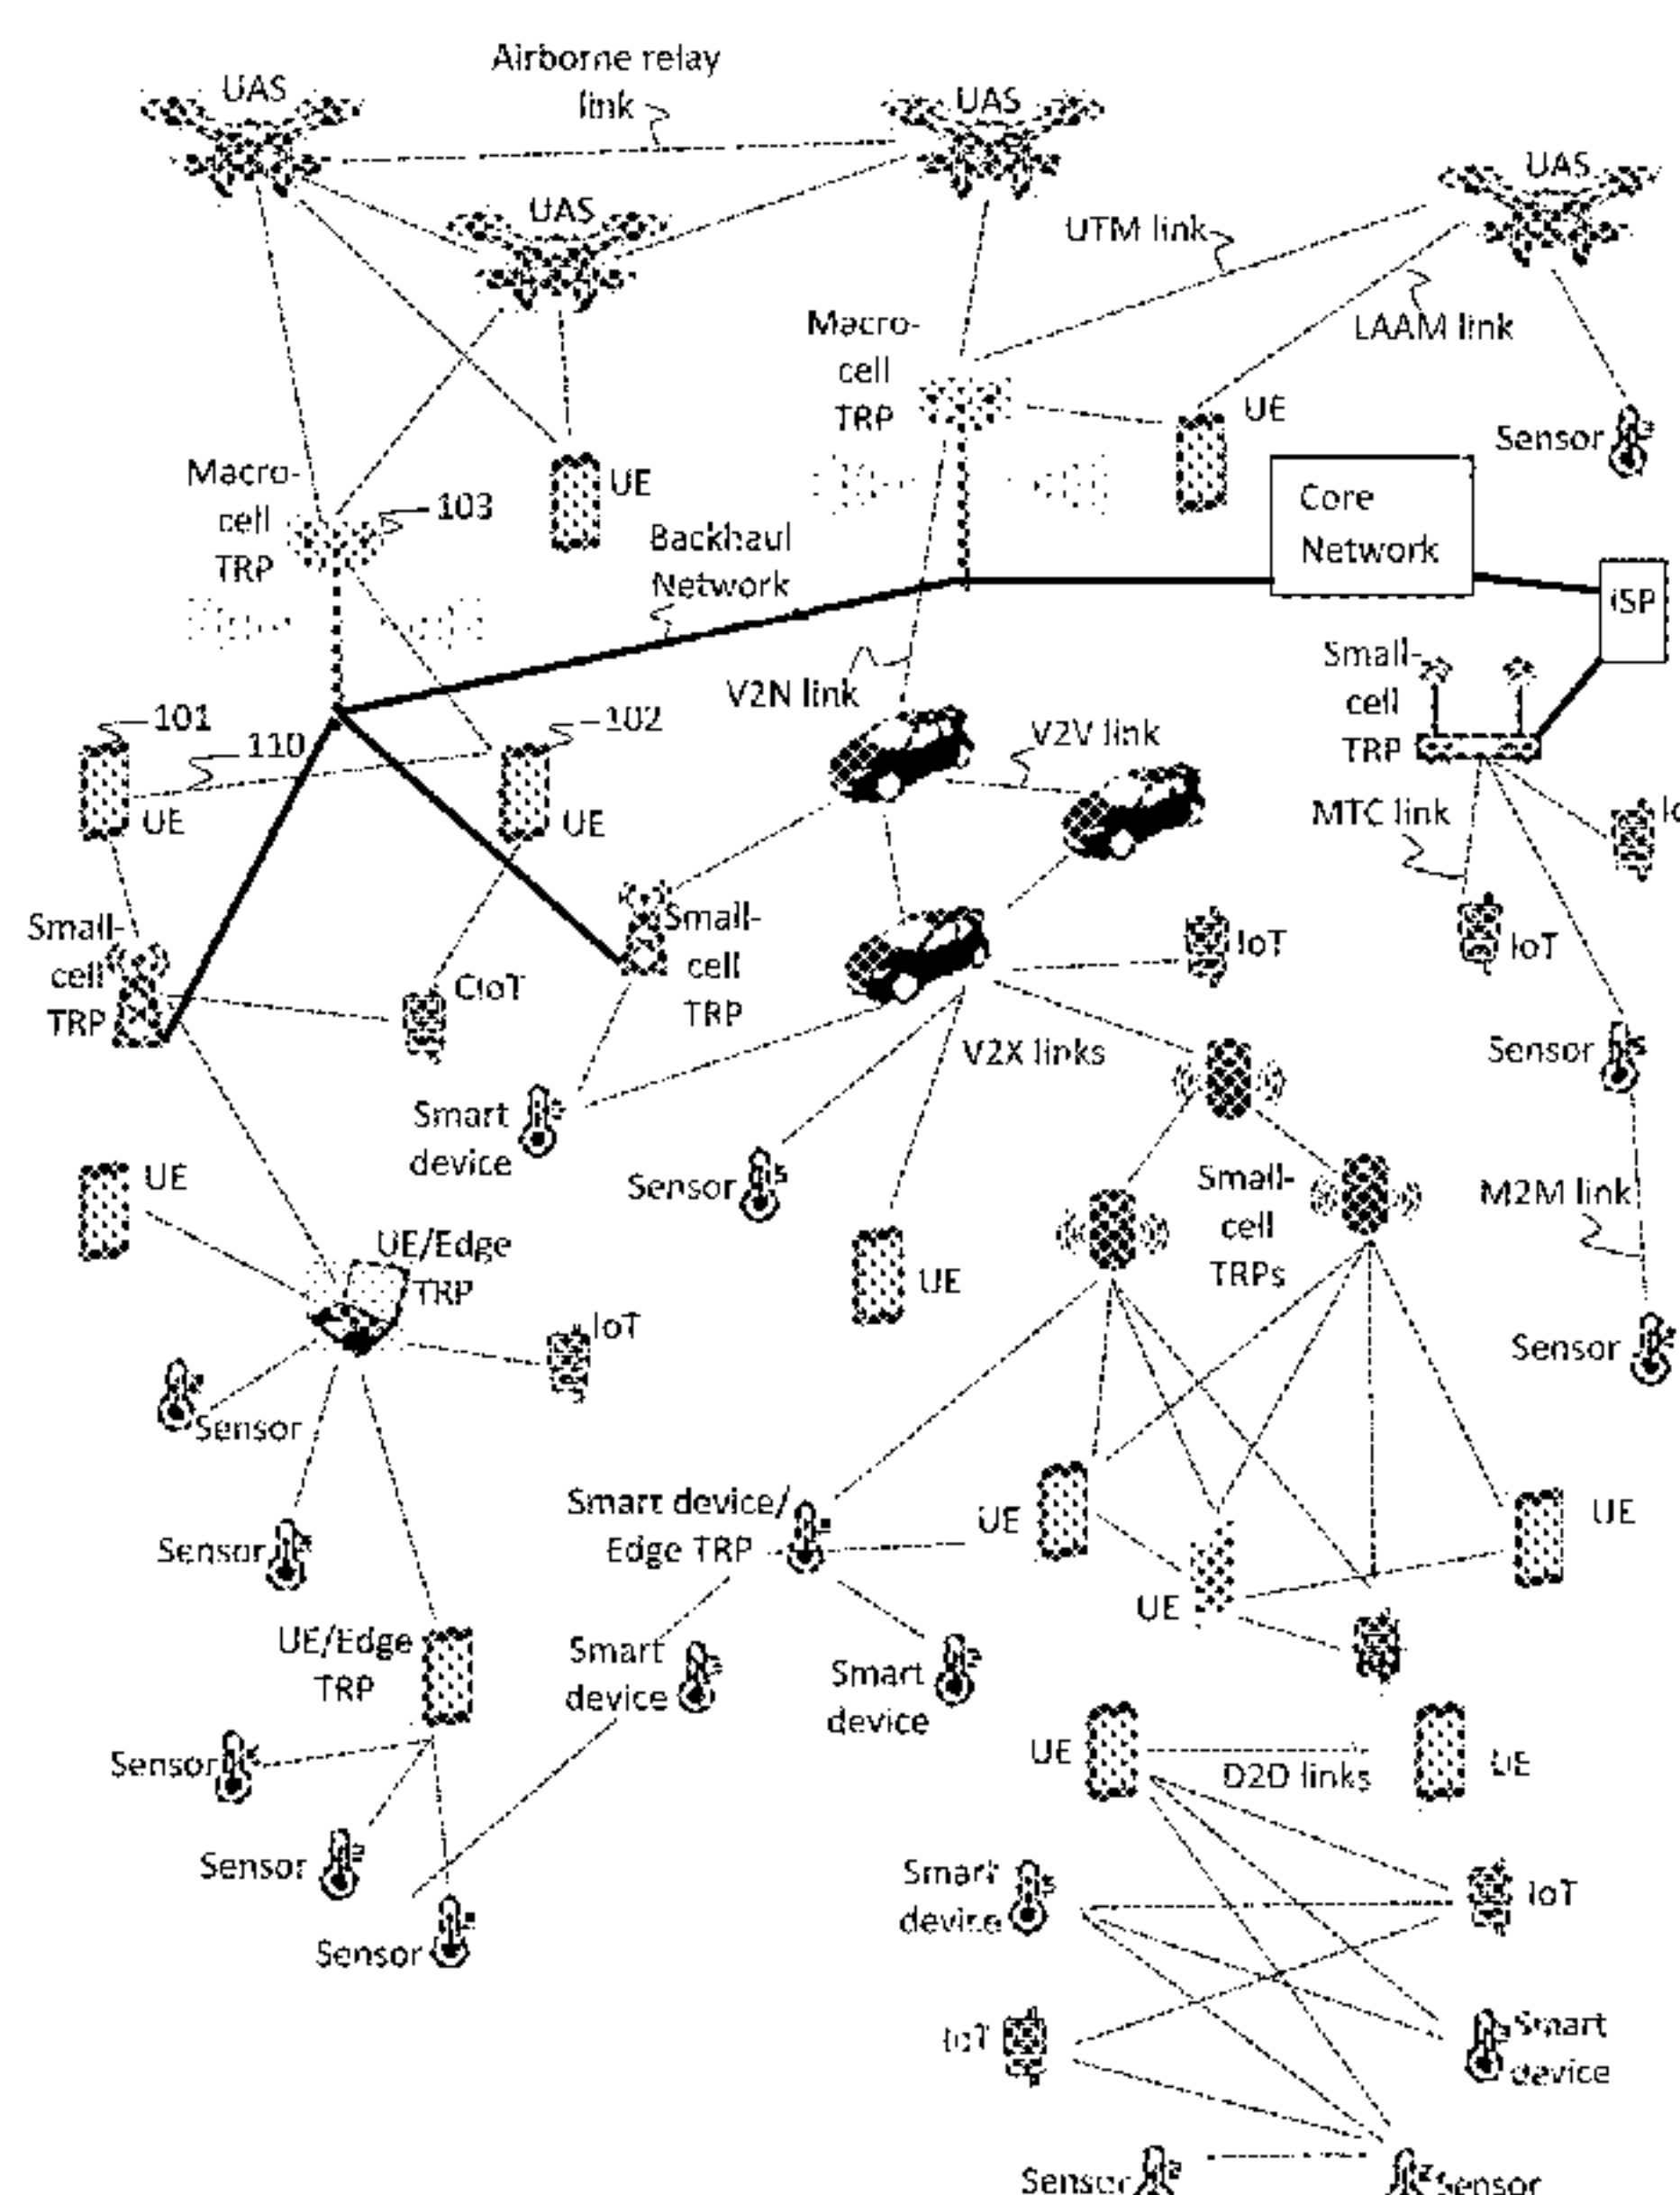 Airborne relay
link
UAS
UAS
UAS
UAS
UTM link
LAAM link
Macro-
cell
TRP
UE
Sensor
Macro-
cell
TRP
103
UE
Backhaul
Network
Core
Network
ISP
V2N link
V2V link
Small-
cell
TRP
101
110
102
UE
UE
MTC link
IoT
Small-
cell
TRP
CIoT
Small-
cell
TRP
IoT
V2X links
Sensor
Smart
device
Sensor
UE
UE
Small-
cell
TRPs
M2M link
UE/Edge
TRP
IoT
Sensor
Sensor
Sensor
Smart device/
Edge TRP
UE
UE
UE
UE/Edge
TRP
Smart
device
Smart
device
Sensor
UE
D2D links
UE
Sensor
Smart
device
IoT
Sensor
IoT
Smart
device
Sensor
Sensor